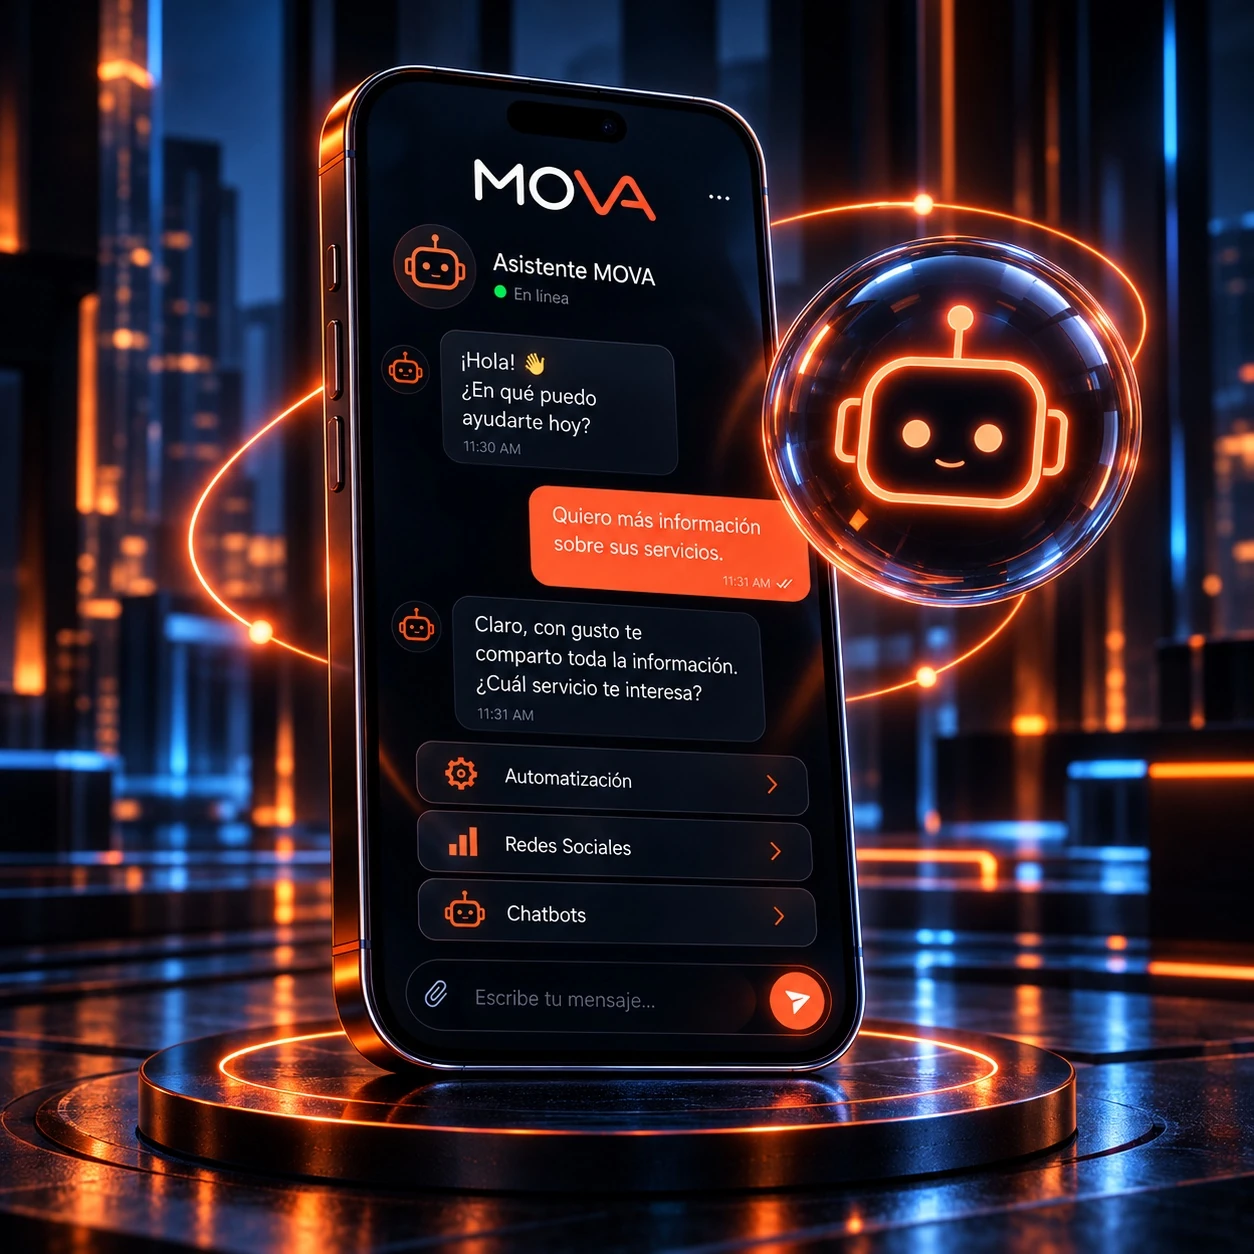 MOVA
Asistente MOVA
En línea
¡Hola! 👋
¿En qué puedo
ayudarte hoy?
11:30 AM
Quiero más información
sobre sus servicios.
11:31 AM
Claro, con gusto te
comparto toda la información.
¿Cuál servicio te interesa?
11:31 AM
Automatización
Redes Sociales
Chatbots
Escribe tu mensaje...